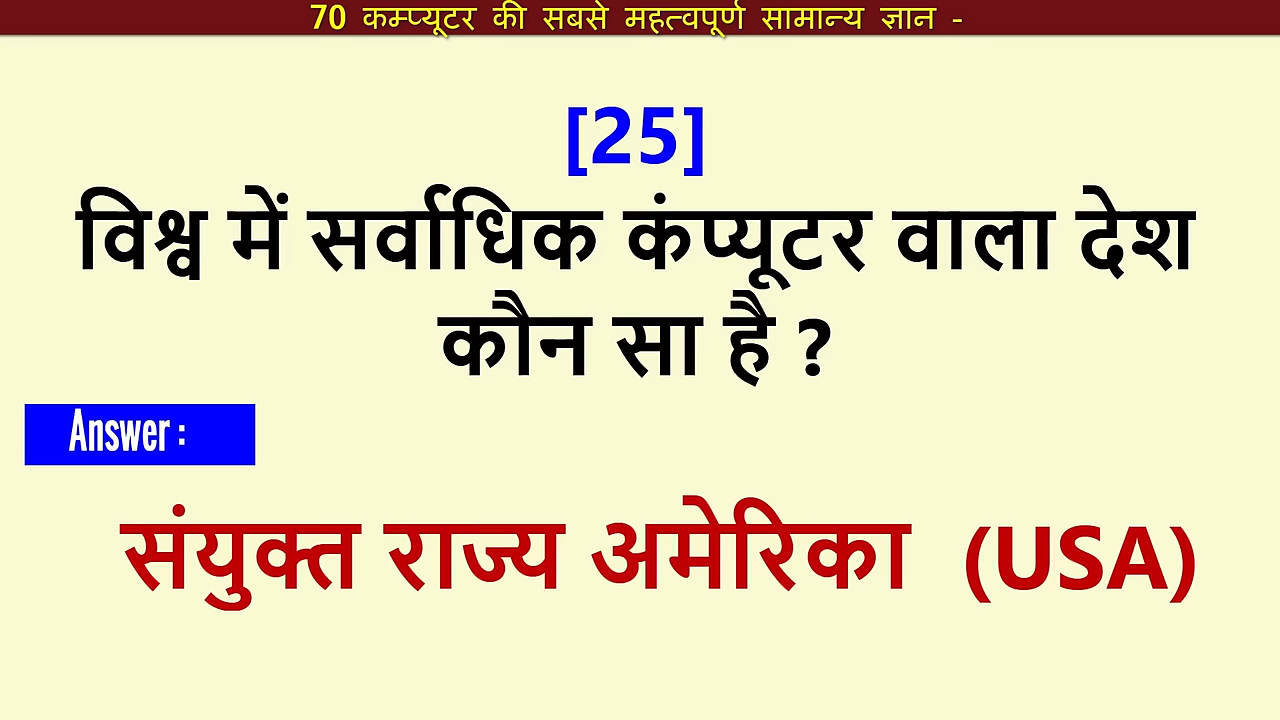 70 कम्प्यूटर की सबसे महत्वपूर्ण सामान्य ज्ञान -
[25]
विश्व में सर्वाधिक कंप्यूटर वाला देश
कौन सा है ?
Answer :
संयुक्त राज्य अमेरिका (USA)